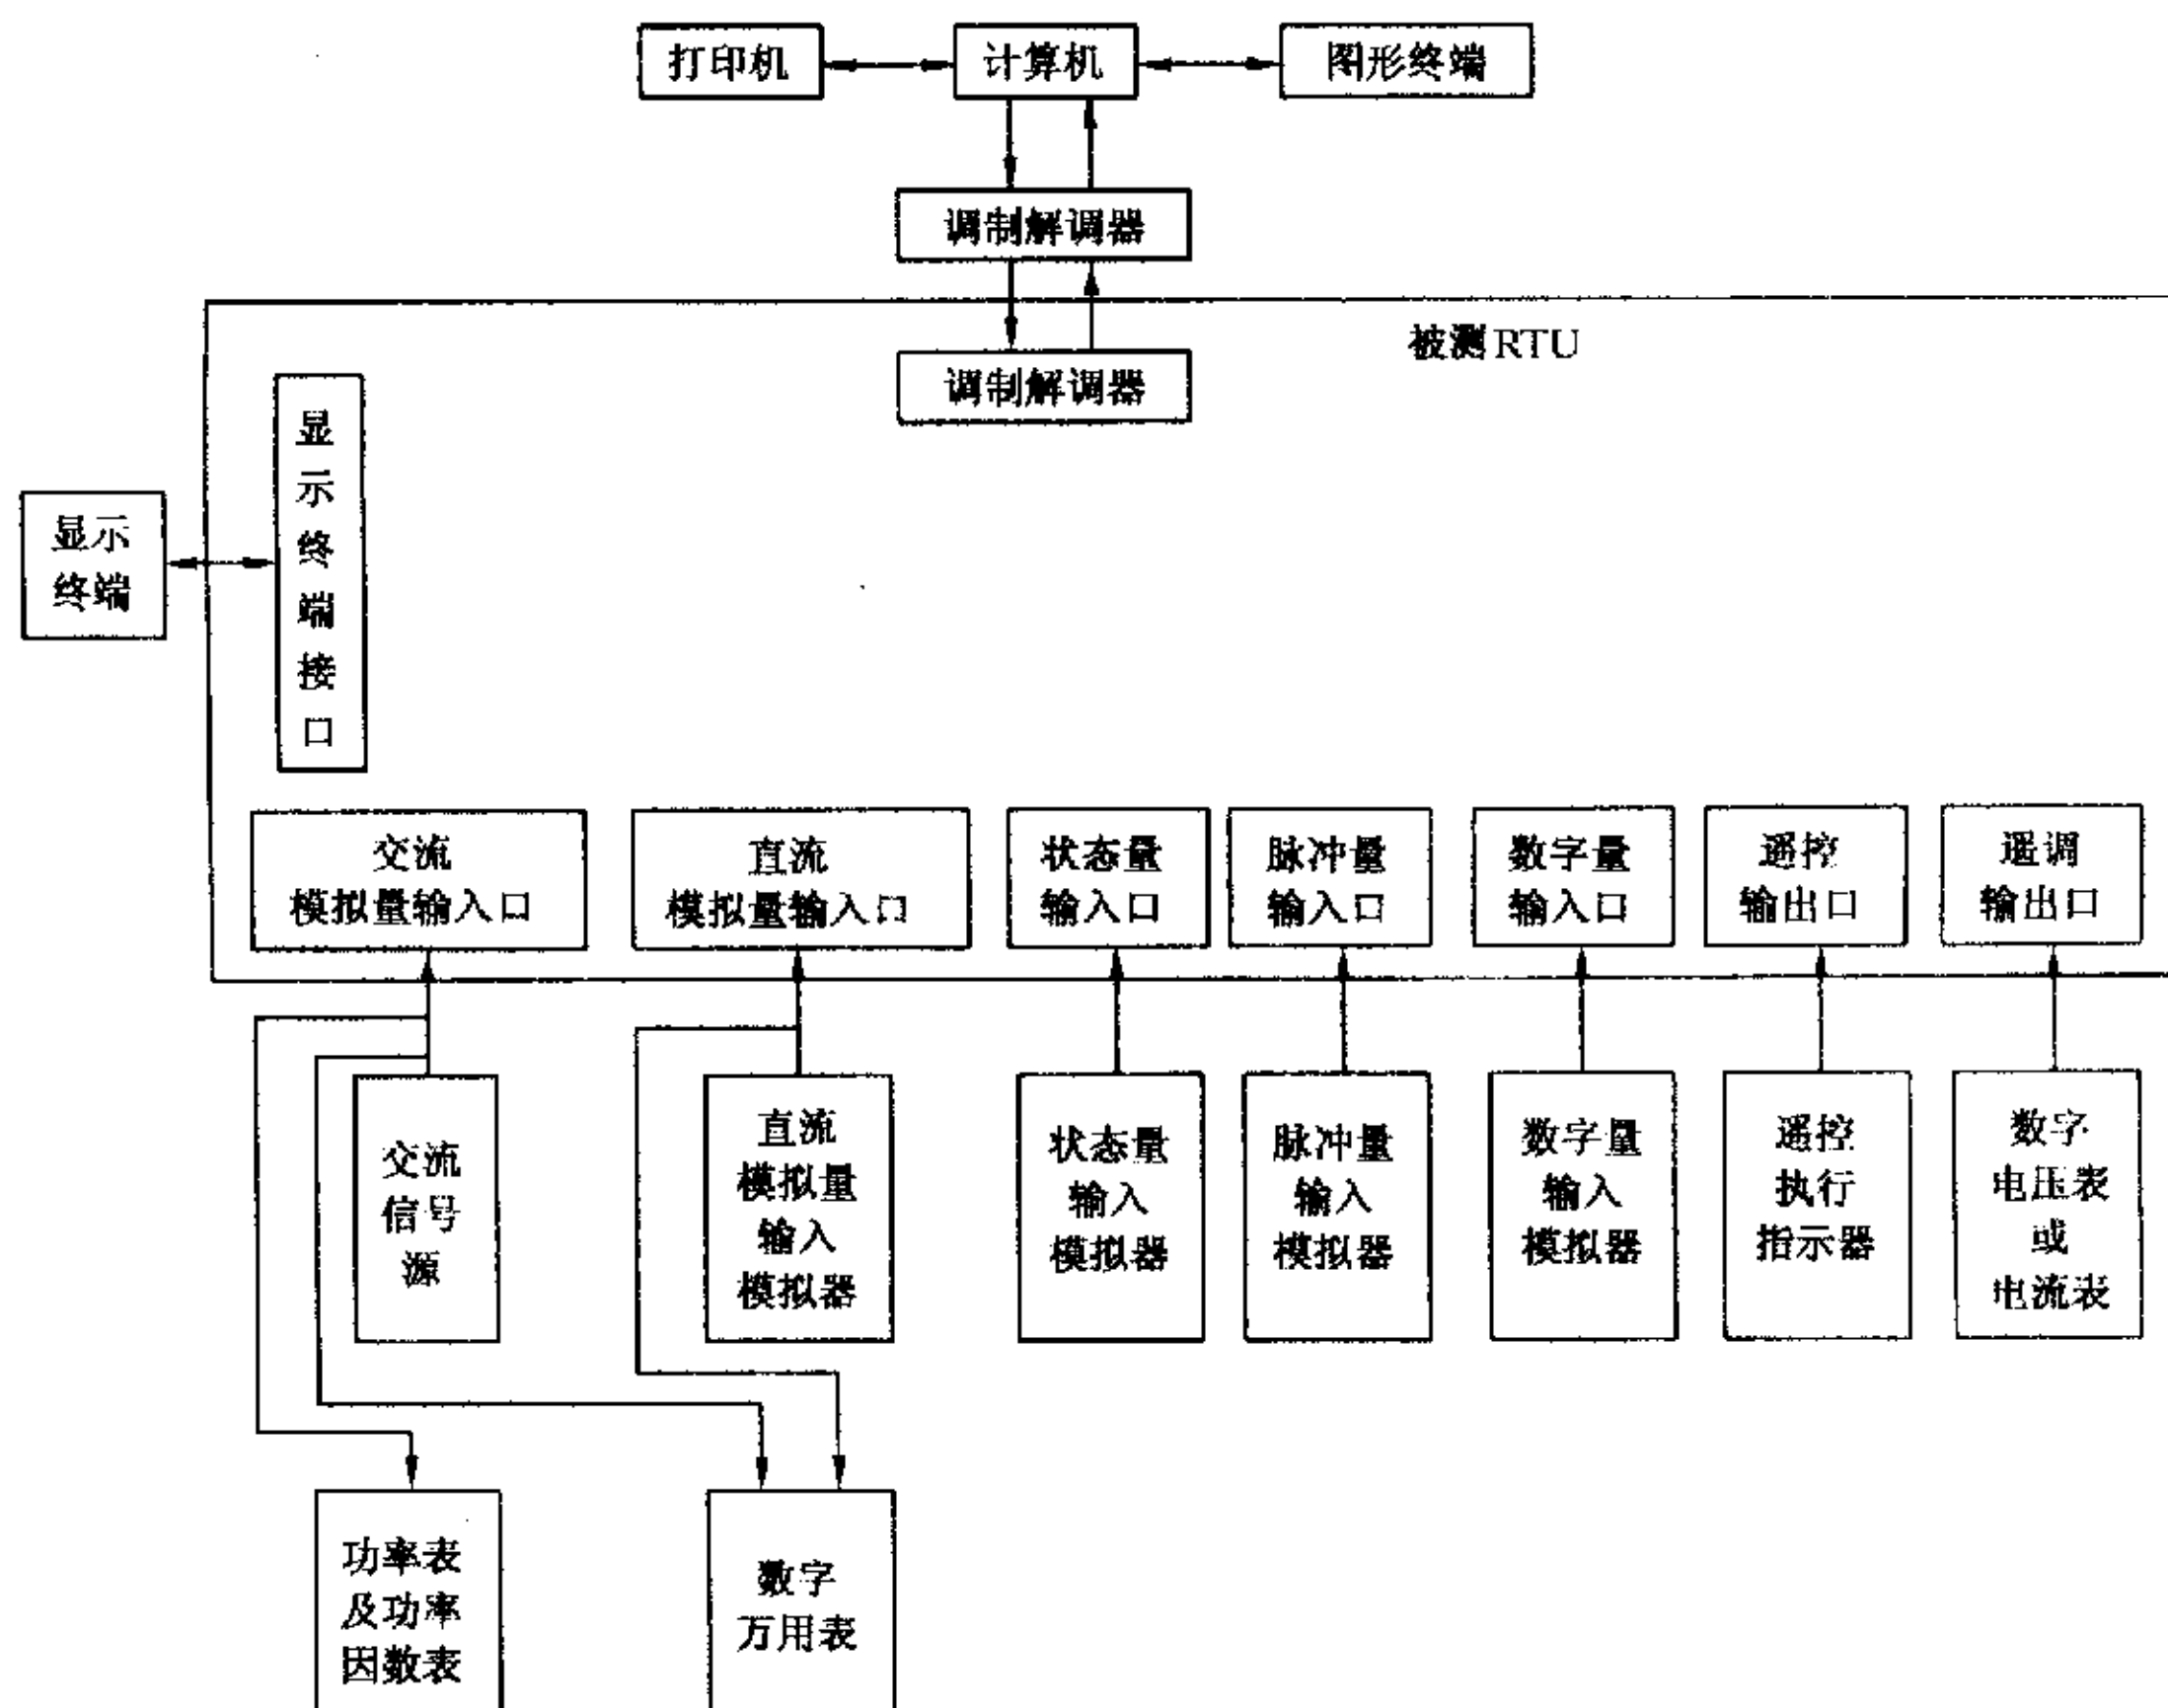 打印机
计算机
图形终端
调制解调器
被测RTU
调制解调器
显
示
终
端
接
口
显示
终端
交流
模拟量输入口
直流
模拟量输入口
状态量
输入口
脉冲量
输入口
数字量
输入口
遥控
输出口
遥调
输出口
交流
信号
源
直流
模拟量
输入
模拟器
状态量
输入
模拟器
脉冲量
输入
模拟器
数字量
输入
模拟器
遥控
执行
指示器
数字
电压表
或
电流表
功率表
及功率
因数表
数字
万用表